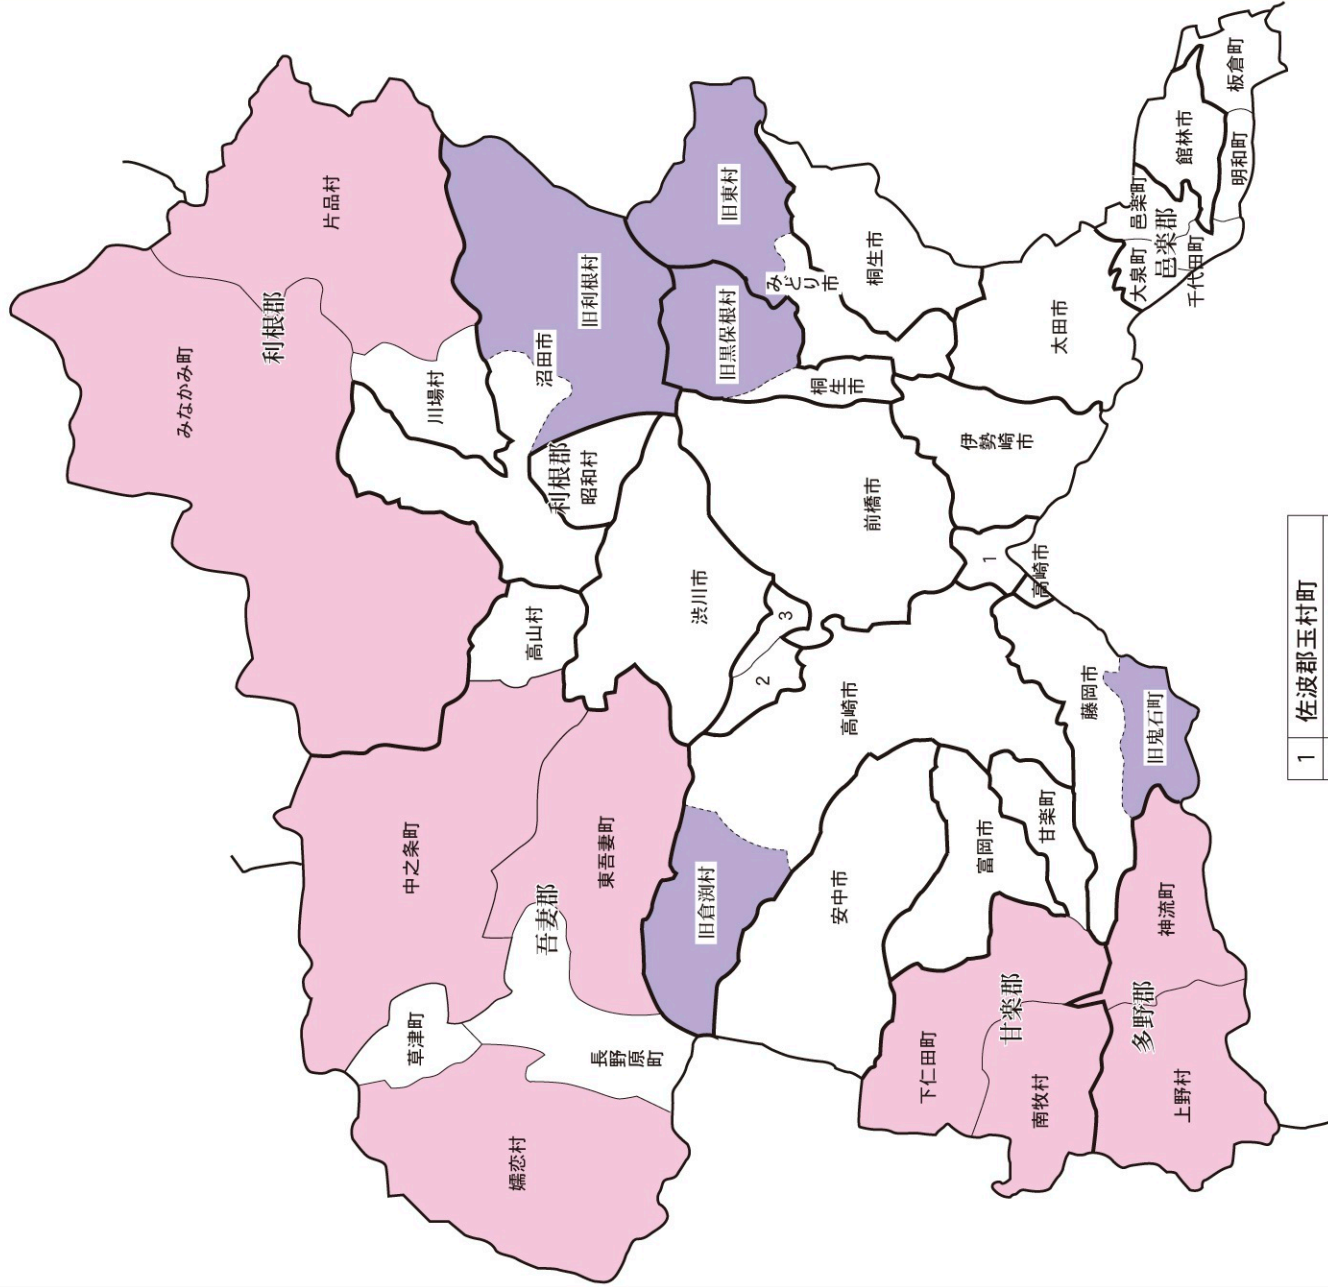 みなかみ町
利根郡
片品村
川場村
沼田市
旧利根村
利根郡
昭和村
旧東村
旧黒保根村
みどり市
桐生市
桐生市
太田市
大泉町
邑楽町
邑楽郡
千代田町
館林市
明和町
板倉町
伊勢崎市
前橋市
1
高崎市
渋川市
高山村
2
3
高崎市
藤岡市
旧鬼石町
中之条町
東吾妻町
吾妻郡
草津町
長野原町
嬬恋村
旧倉渕村
安中市
富岡市
甘楽町
下仁田町
甘楽郡
南牧村
神流町
多野郡
上野村
1 佐波郡玉村町